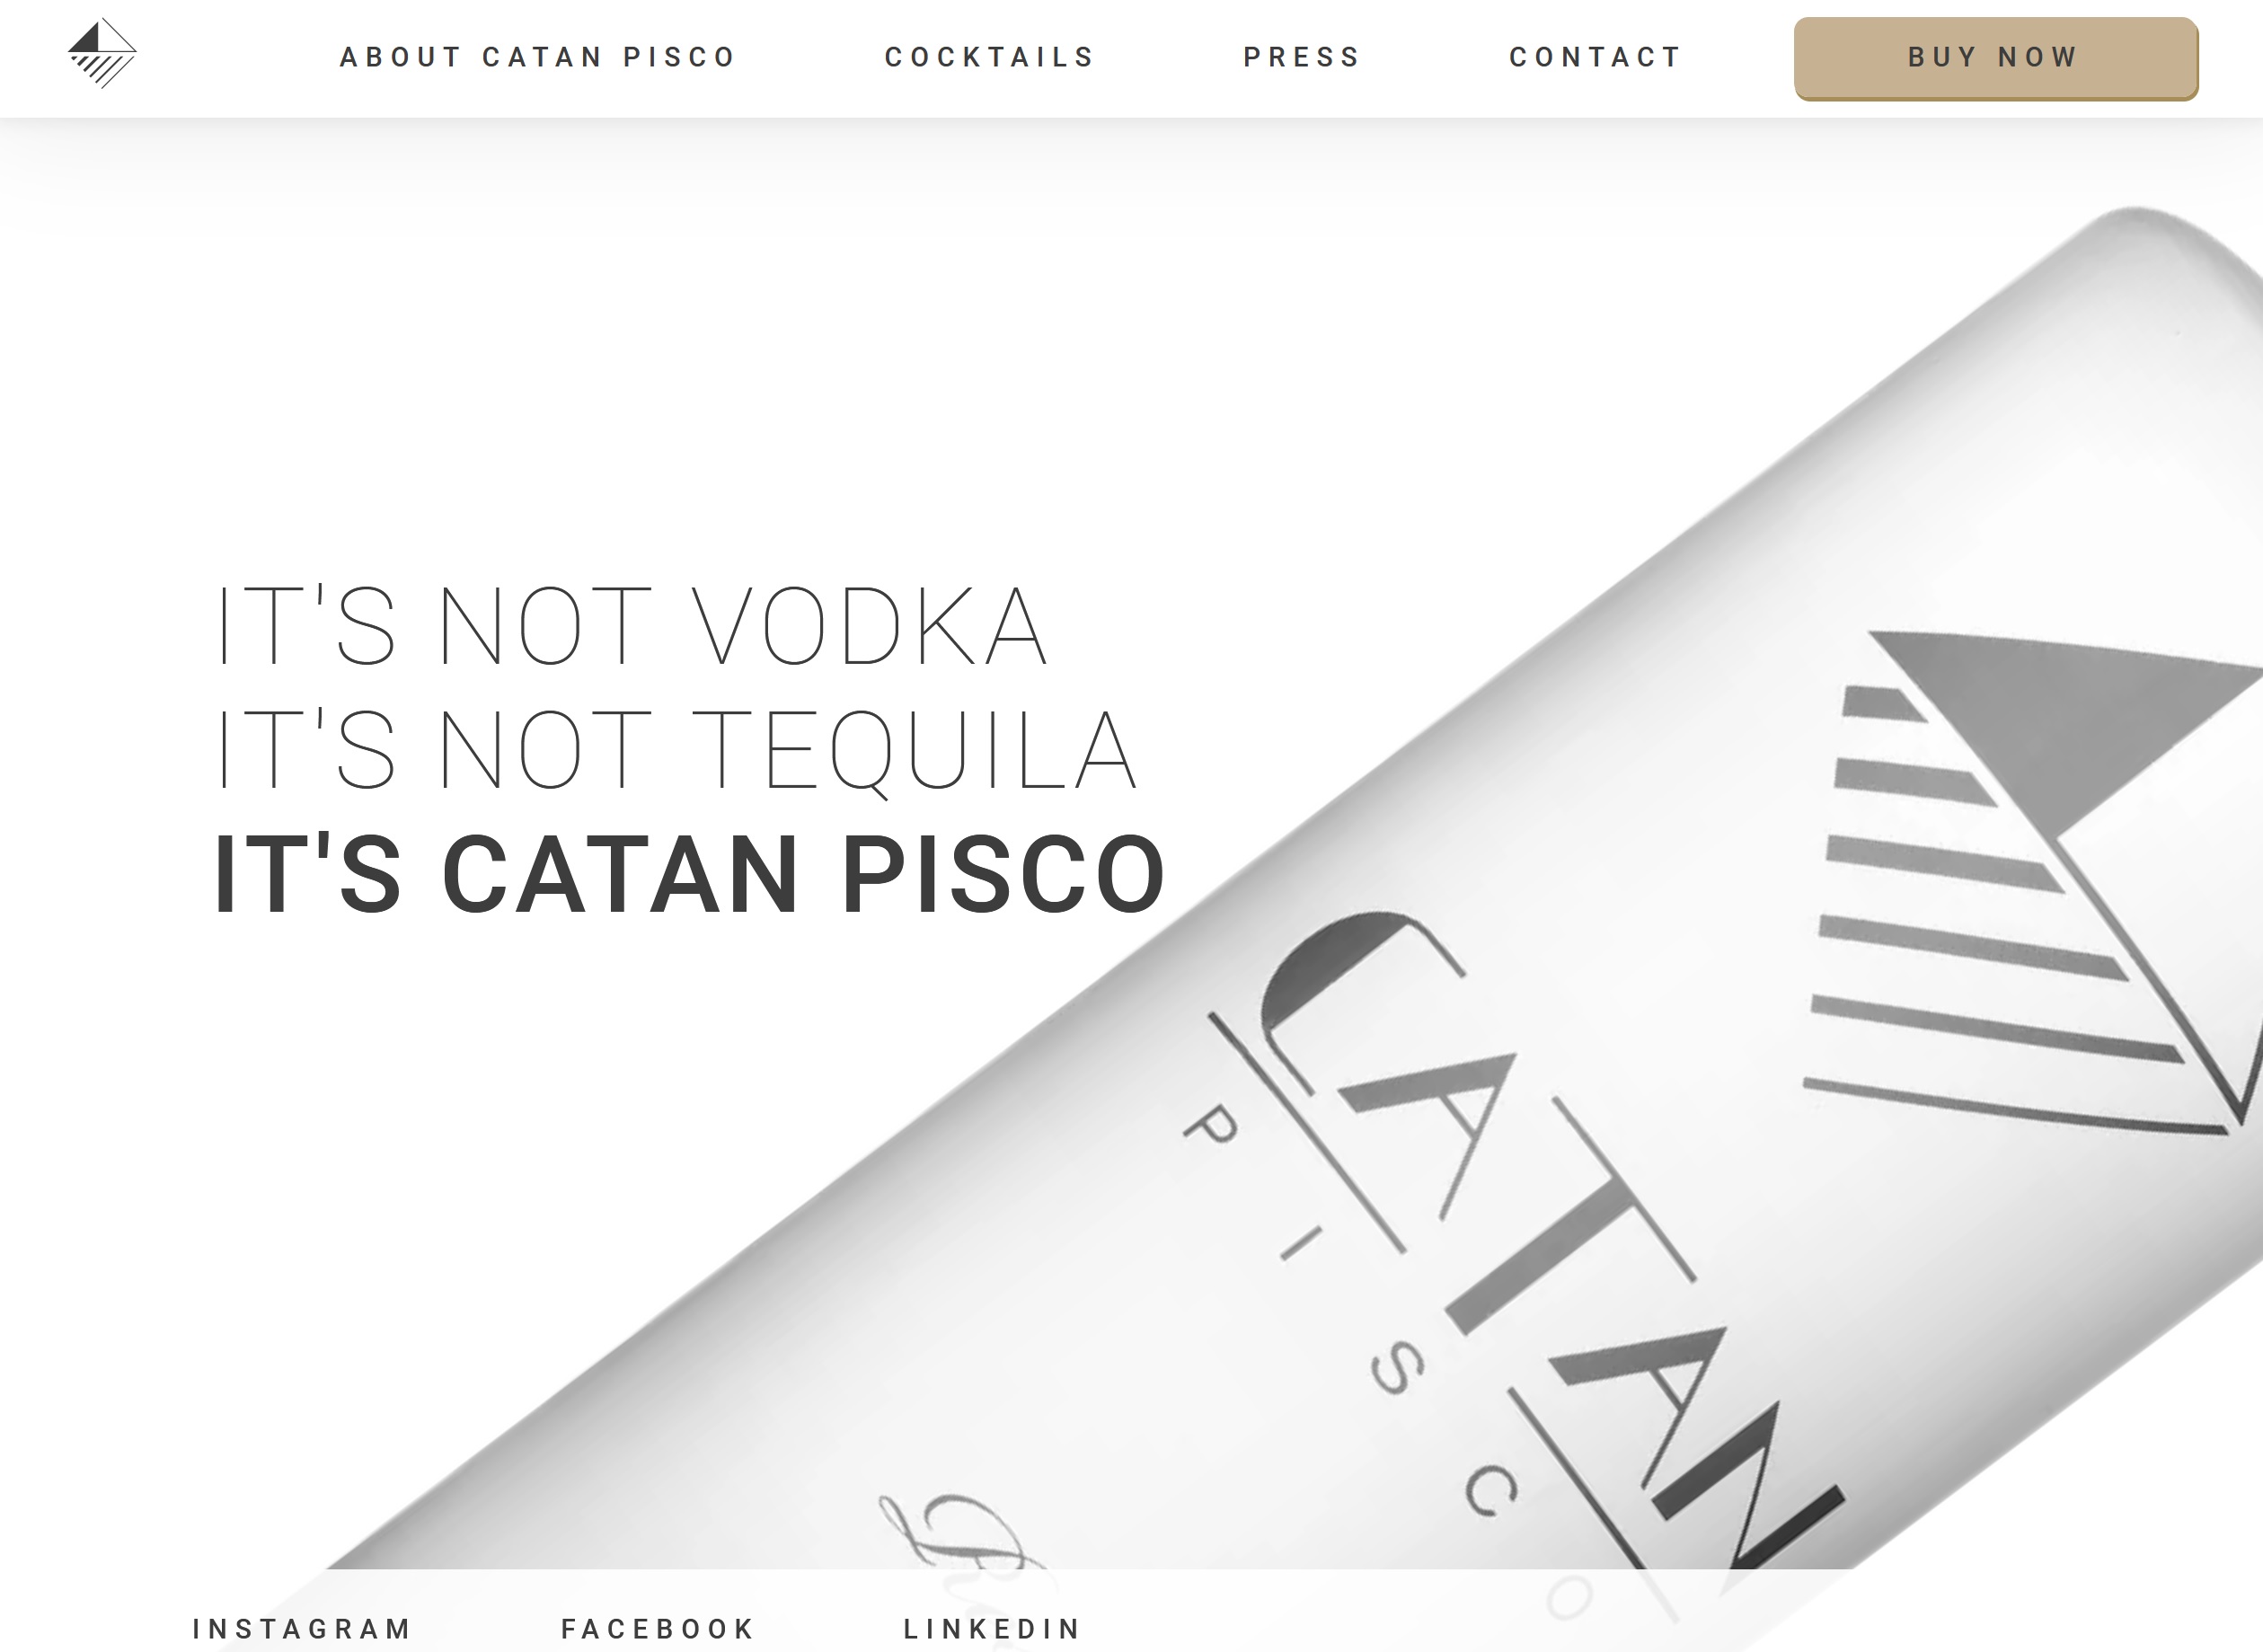 ABOUT CATAN PISCO
COCKTAILS
PRESS
CONTACT
BUY NOW
IT'S NOT VODKA
IT'S NOT TEQUILA
IT'S CATAN PISCO
CATAN
PISCO
INSTAGRAM
FACEBOOK
LINKEDIN